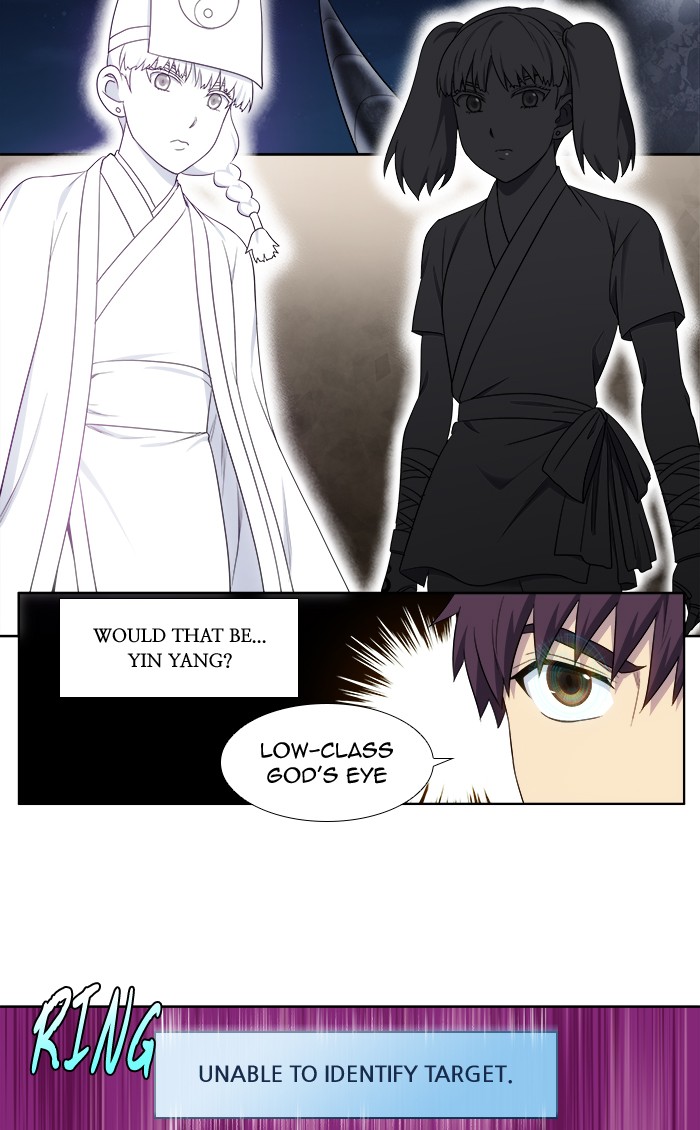 WOULD THAT BE...
YIN YANG?
LOW-CLASS
GOD'S EYE
RING
UNABLE TO IDENTIFY TARGET.